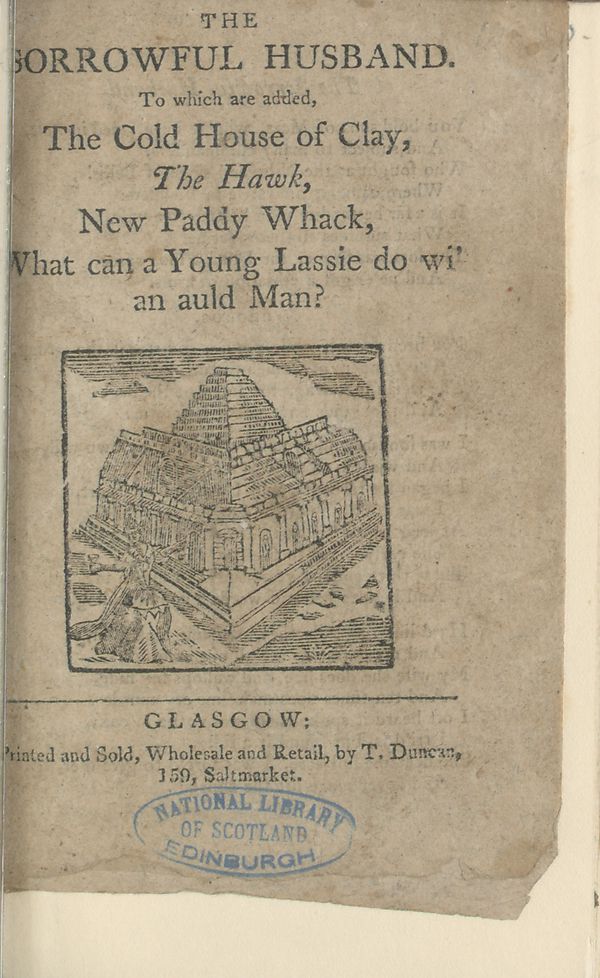 THE
SORROWFUL HUSBAND.
To which are added,
The Cold House of Clay,
The Hawk,
New Paddy Whack,
What can a Young Lassie do wi'
an auld Man?
GLASGOW:
Printed and Sold, Wholesale and Retail, by T. Duncan,
159, Saltmarket.
NATIONAL LIBRARY
OF SCOTLAND
EDINBURGH